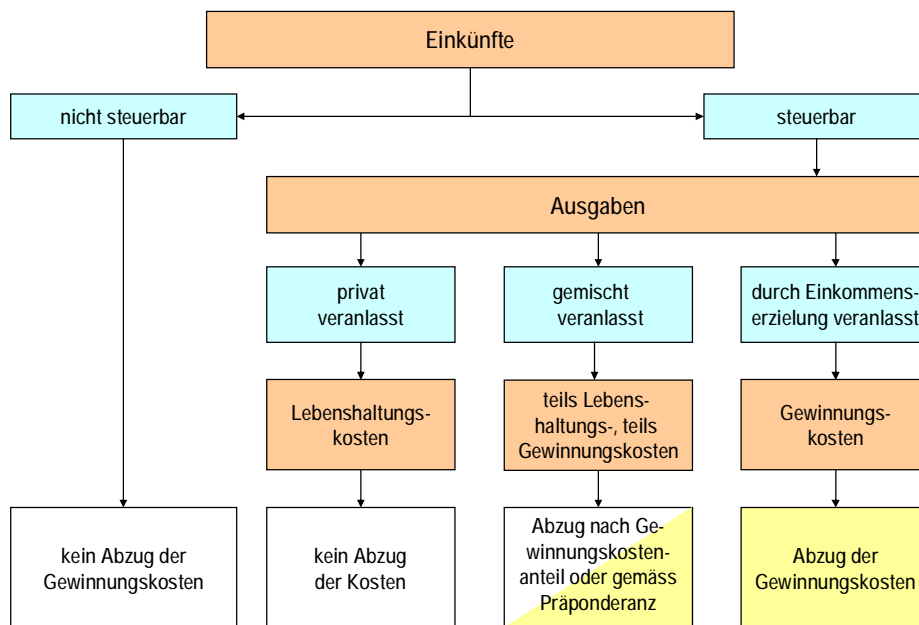 Einkünfte
nicht steuerbar
steuerbar
Ausgaben
privat
veranlasst
gemischt
veranlasst
durch Einkommens-
erzielung veranlasst
Lebenshaltungs-
kosten
teils Lebens-
haltungs-, teils
Gewinnungskosten
Gewinnungs-
kosten
kein Abzug der
Gewinnungskosten
kein Abzug
der Kosten
Abzug nach Ge-
winnungskosten-
anteil oder gemäss
Präponderanz
Abzug der
Gewinnungskosten